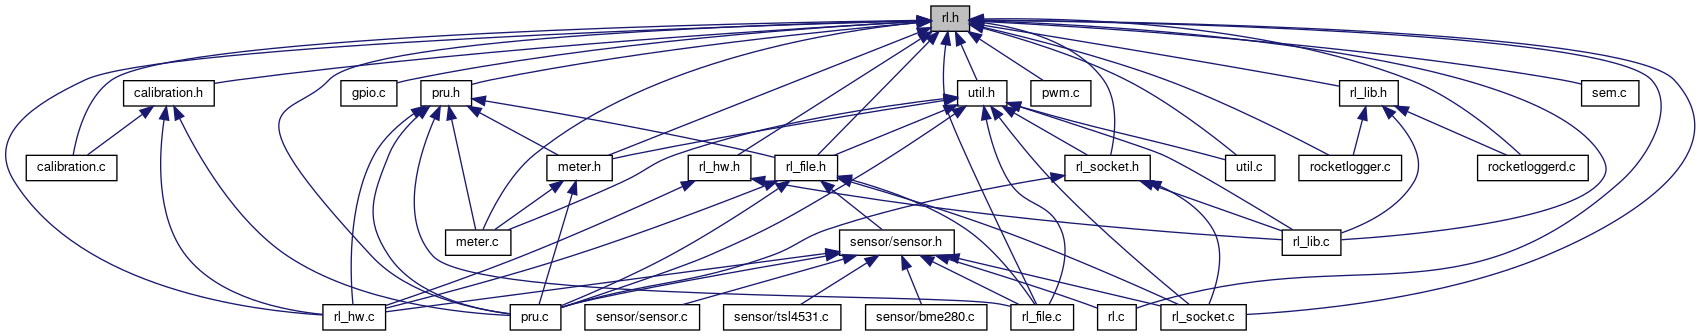 rl.h
calibration.h
gpio.c
pru.h
util.h
pwm.c
rl_lib.h
sem.c
calibration.c
meter.h
rl_hw.h
rl_file.h
rl_socket.h
util.c
rocketlogger.c
rocketloggerd.c
meter.c
sensor/sensor.h
rl_lib.c
rl_hw.c
pru.c
sensor/sensor.c
sensor/tsl4531.c
sensor/bme280.c
rl_file.c
rl.c
rl_socket.c